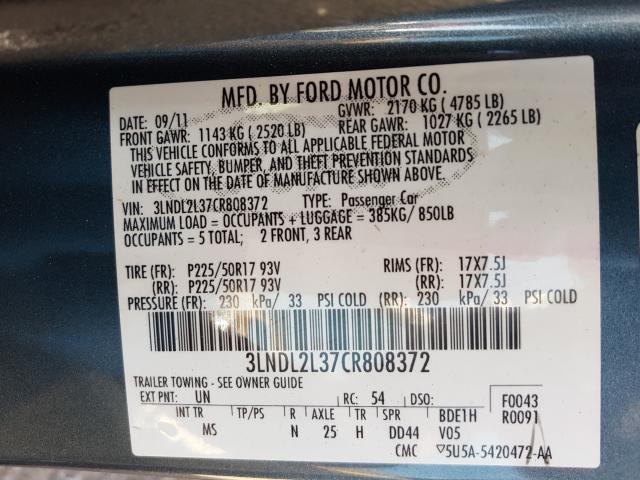 MFD. BY FORD MOTOR CO.
DATE: 09/11 GVWR: 2170 KG ( 4785 LB)
FRONT GAWR: 1143 KG ( 2520 LB) REAR GAWR: 1027 KG ( 2265 LB)
THIS VEHICLE CONFORMS TO ALL APPLICABLE FEDERAL MOTOR
VEHICLE SAFETY, BUMPER, AND THEFT PREVENTION STANDARDS
IN EFFECT ON THE DATE OF MANUFACTURE SHOWN ABOVE.
VIN: 3LNDL2L37CR808372 TYPE: Passenger Car
MAXIMUM LOAD = OCCUPANTS + LUGGAGE = 385KG/ 850LB
OCCUPANTS = 5 TOTAL; 2 FRONT, 3 REAR
TIRE (FR): P225/50R17 93V RIMS (FR): 17X7.5J
(RR): P225/50R17 93V (RR): 17X7.5J
PRESSURE (FR): 230 kPa/ 33 PSI COLD (RR): 230 kPa/ 33 PSI COLD
3LNDL2L37CR808372
TRAILER TOWING - SEE OWNER GUIDE
EXT PNT: UN RC: 54 DSO: F0043
INT TR TP/PS R AXLE TR SPR BDE1H R0091
MS N 25 H DD44 V05
CMC ▽5U5A-5420472-AA